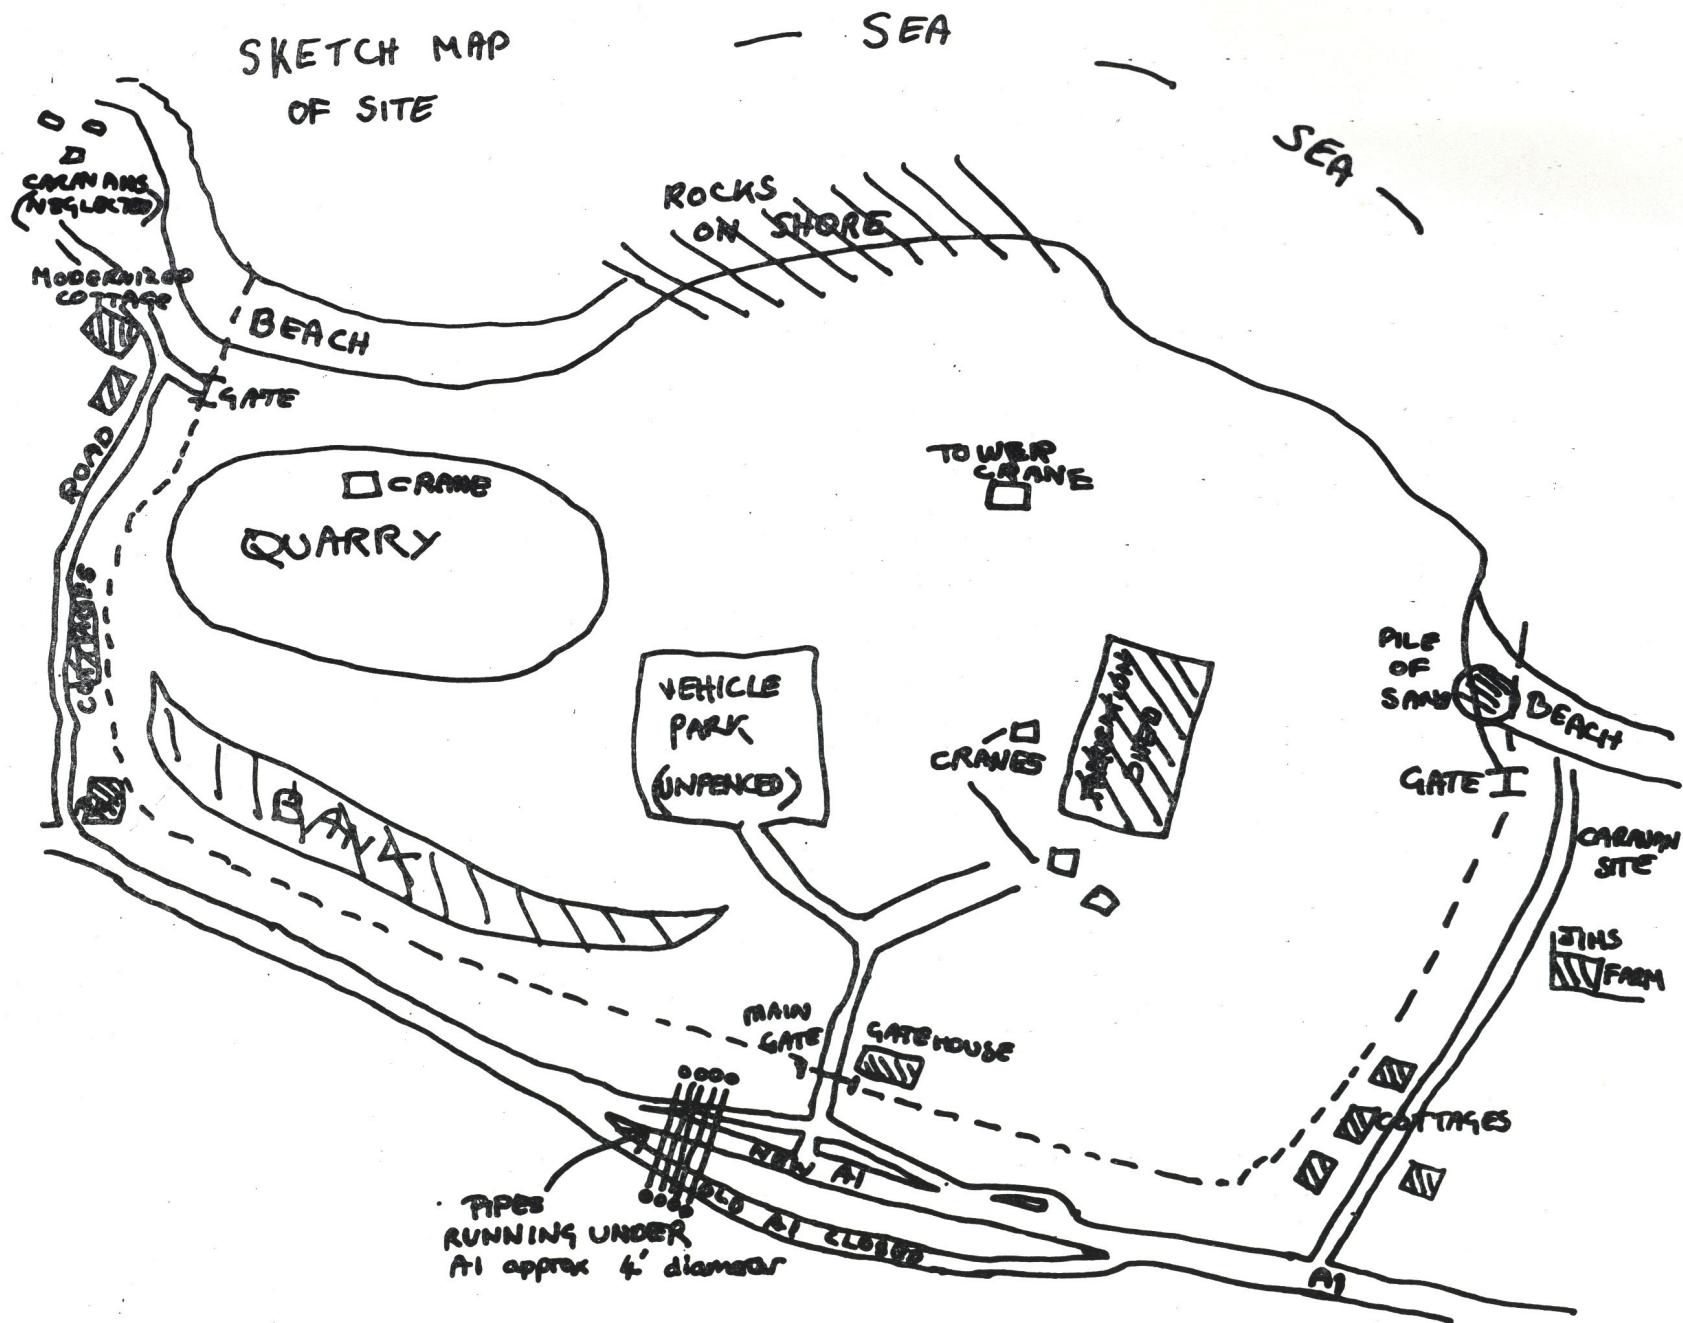 SKETCH MAP
OF SITE
SEA
SEA
CARAVANS
(NEGLECTED)
MODERNIZED
COTTAGE
ROCKS
ON SHORE
BEACH
GATE
ROAD
CRANE
QUARRY
TOWER
CRANE
COTTAGES
PILE
OF
SAND
BEACH
VEHICLE
PARK
(UNFENCED)
CRANES
SHED
GATE
CARAVAN
SITE
BANK
JIMS
FARM
MAIN
GATE
GATEHOUSE
COTTAGES
NEW A1
OLD A1 CLOSED
PIPES
RUNNING UNDER
A1 approx 4' diameter
A1